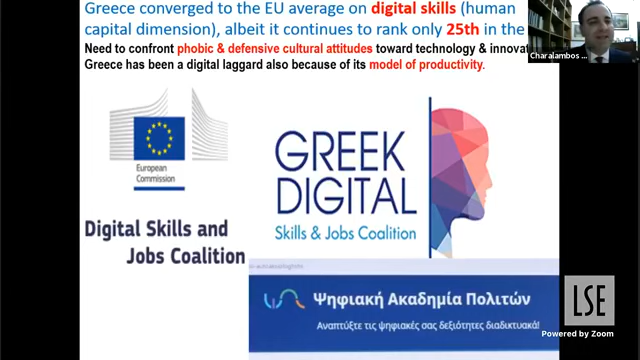 Greece converged to the EU average on digital skills (human
capital dimension), albeit it continues to rank only 25th in the
Need to confront phobic & defensive cultural attitudes toward technology & innovat
Greece has been a digital laggard also because of its model of productivity.
Charalambos ...
European
Commission
Digital Skills and
Jobs Coalition
GREEK
DIGITAL
Skills & Jobs Coalition
Ψηφιακή Ακαδημία Πολιτών
Αναπτύξτε τις ψηφιακές σας δεξιότητες διαδικτυακά!
LSE
Powered by Zoom